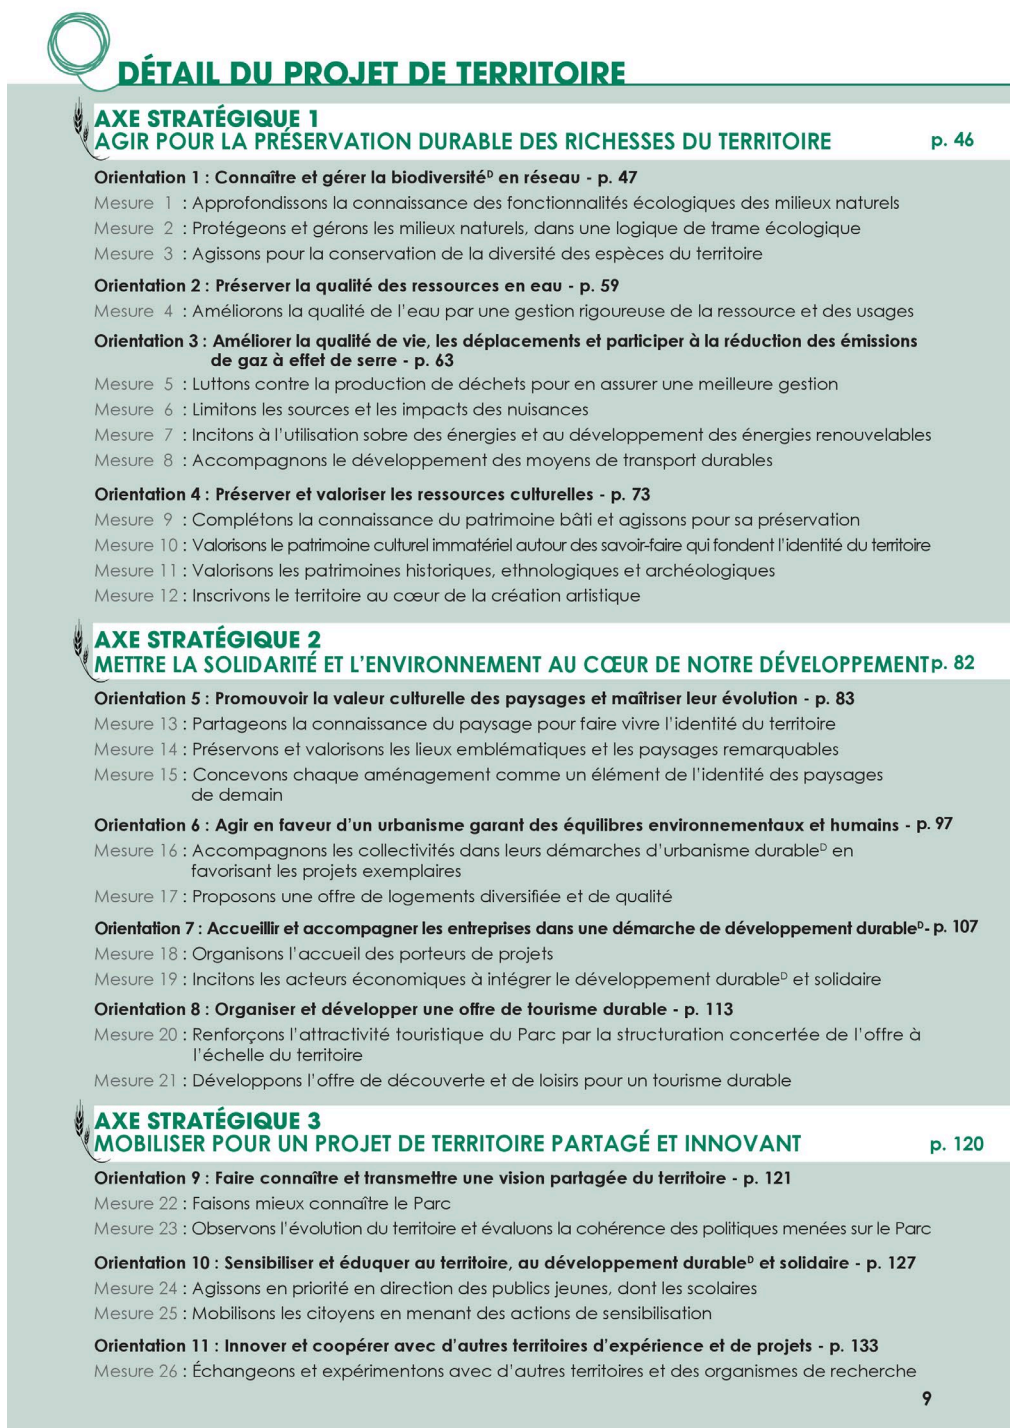 DÉTAIL DU PROJET DE TERRITOIRE
AXE STRATÉGIQUE 1
AGIR POUR LA PRÉSERVATION DURABLE DES RICHESSES DU TERRITOIRE p. 46
Orientation 1 : Connaître et gérer la biodiversitéᴰ en réseau - p. 47
Mesure 1 : Approfondissons la connaissance des fonctionnalités écologiques des milieux naturels
Mesure 2 : Protégeons et gérons les milieux naturels, dans une logique de trame écologique
Mesure 3 : Agissons pour la conservation de la diversité des espèces du territoire
Orientation 2 : Préserver la qualité des ressources en eau - p. 59
Mesure 4 : Améliorons la qualité de l'eau par une gestion rigoureuse de la ressource et des usages
Orientation 3 : Améliorer la qualité de vie, les déplacements et participer à la réduction des émissions
de gaz à effet de serre - p. 63
Mesure 5 : Luttons contre la production de déchets pour en assurer une meilleure gestion
Mesure 6 : Limitons les sources et les impacts des nuisances
Mesure 7 : Incitons à l'utilisation sobre des énergies et au développement des énergies renouvelables
Mesure 8 : Accompagnons le développement des moyens de transport durables
Orientation 4 : Préserver et valoriser les ressources culturelles - p. 73
Mesure 9 : Complétons la connaissance du patrimoine bâti et agissons pour sa préservation
Mesure 10 : Valorisons le patrimoine culturel immatériel autour des savoir-faire qui fondent l'identité du territoire
Mesure 11 : Valorisons les patrimoines historiques, ethnologiques et archéologiques
Mesure 12 : Inscrivons le territoire au cœur de la création artistique
AXE STRATÉGIQUE 2
METTRE LA SOLIDARITÉ ET L'ENVIRONNEMENT AU CŒUR DE NOTRE DÉVELOPPEMENT p. 82
Orientation 5 : Promouvoir la valeur culturelle des paysages et maîtriser leur évolution - p. 83
Mesure 13 : Partageons la connaissance du paysage pour faire vivre l'identité du territoire
Mesure 14 : Préservons et valorisons les lieux emblématiques et les paysages remarquables
Mesure 15 : Concevons chaque aménagement comme un élément de l'identité des paysages
de demain
Orientation 6 : Agir en faveur d'un urbanisme garant des équilibres environnementaux et humains - p. 97
Mesure 16 : Accompagnons les collectivités dans leurs démarches d'urbanisme durableᴰ en
favorisant les projets exemplaires
Mesure 17 : Proposons une offre de logements diversifiée et de qualité
Orientation 7 : Accueillir et accompagner les entreprises dans une démarche de développement durableᴰ- p. 107
Mesure 18 : Organisons l'accueil des porteurs de projets
Mesure 19 : Incitons les acteurs économiques à intégrer le développement durableᴰ et solidaire
Orientation 8 : Organiser et développer une offre de tourisme durable - p. 113
Mesure 20 : Renforçons l'attractivité touristique du Parc par la structuration concertée de l'offre à
l'échelle du territoire
Mesure 21 : Développons l'offre de découverte et de loisirs pour un tourisme durable
AXE STRATÉGIQUE 3
MOBILISER POUR UN PROJET DE TERRITOIRE PARTAGÉ ET INNOVANT p. 120
Orientation 9 : Faire connaître et transmettre une vision partagée du territoire - p. 121
Mesure 22 : Faisons mieux connaître le Parc
Mesure 23 : Observons l'évolution du territoire et évaluons la cohérence des politiques menées sur le Parc
Orientation 10 : Sensibiliser et éduquer au territoire, au développement durableᴰ et solidaire - p. 127
Mesure 24 : Agissons en priorité en direction des publics jeunes, dont les scolaires
Mesure 25 : Mobilisons les citoyens en menant des actions de sensibilisation
Orientation 11 : Innover et coopérer avec d'autres territoires d'expérience et de projets - p. 133
Mesure 26 : Échangeons et expérimentons avec d'autres territoires et des organismes de recherche
9